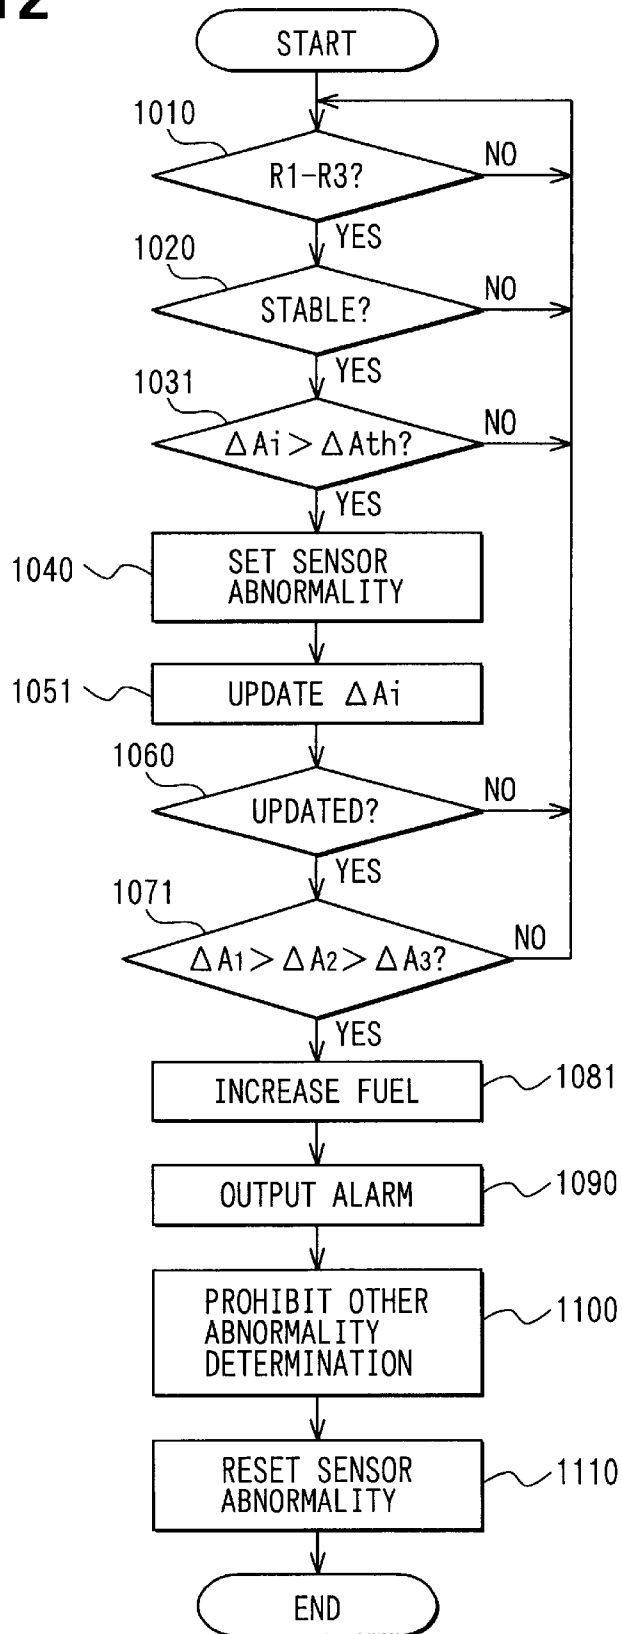 START
1010
R1-R3?
NO
YES
1020
STABLE?
NO
YES
1031
ΔAi > ΔAth?
NO
YES
1040
SET SENSOR
ABNORMALITY
1051
UPDATE ΔAi
1060
UPDATED?
NO
YES
1071
ΔA1 > ΔA2 > ΔA3?
NO
YES
INCREASE FUEL
1081
OUTPUT ALARM
1090
PROHIBIT OTHER
ABNORMALITY
DETERMINATION
1100
RESET SENSOR
ABNORMALITY
1110
END